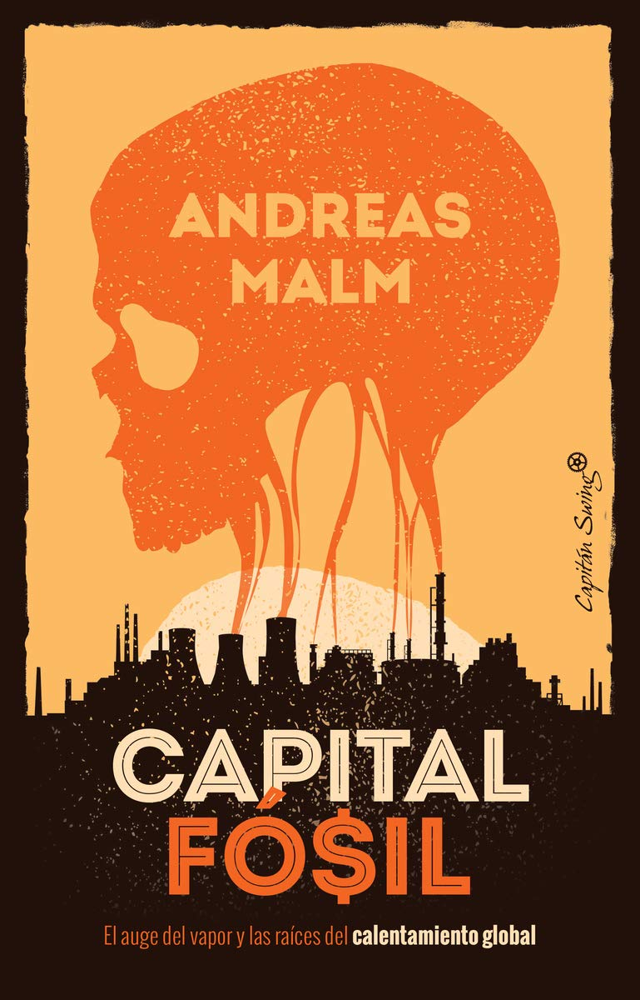 ANDREAS
MALM
Capitán Swing
CAPITAL
FÓ$IL
El auge del vapor y las raíces del calentamiento global